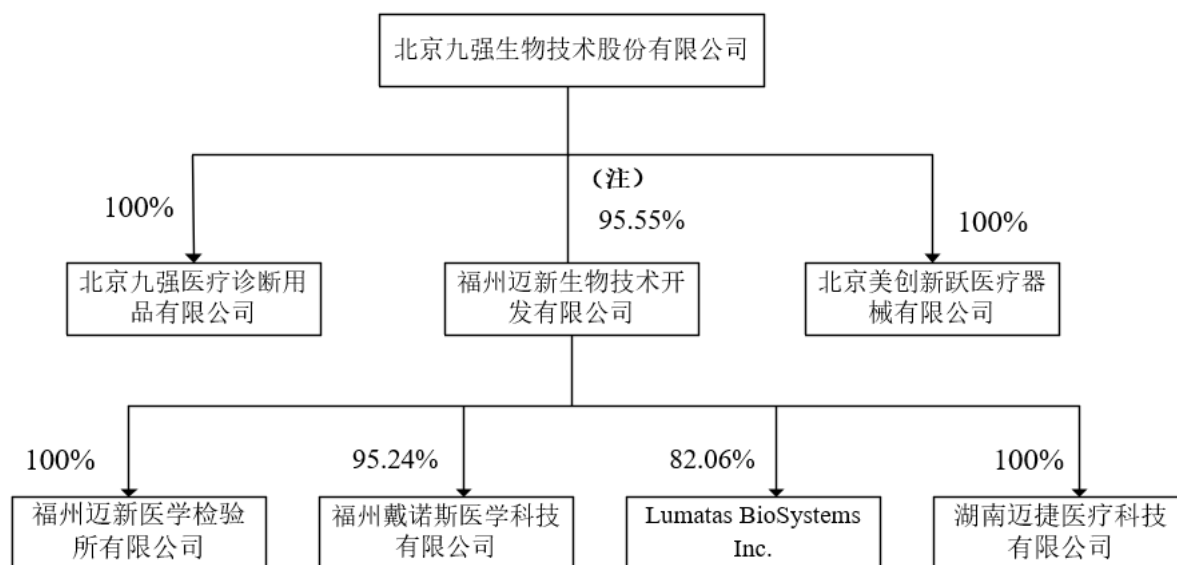 北京九强生物技术股份有限公司
（注）
100%
95.55%
100%
北京九强医疗诊断用
品有限公司
福州迈新生物技术开
发有限公司
北京美创新跃医疗器
械有限公司
100%
95.24%
82.06%
100%
福州迈新医学检验
所有限公司
福州戴诺斯医学科技
有限公司
Lumatas BioSystems
Inc.
湖南迈捷医疗科技
有限公司